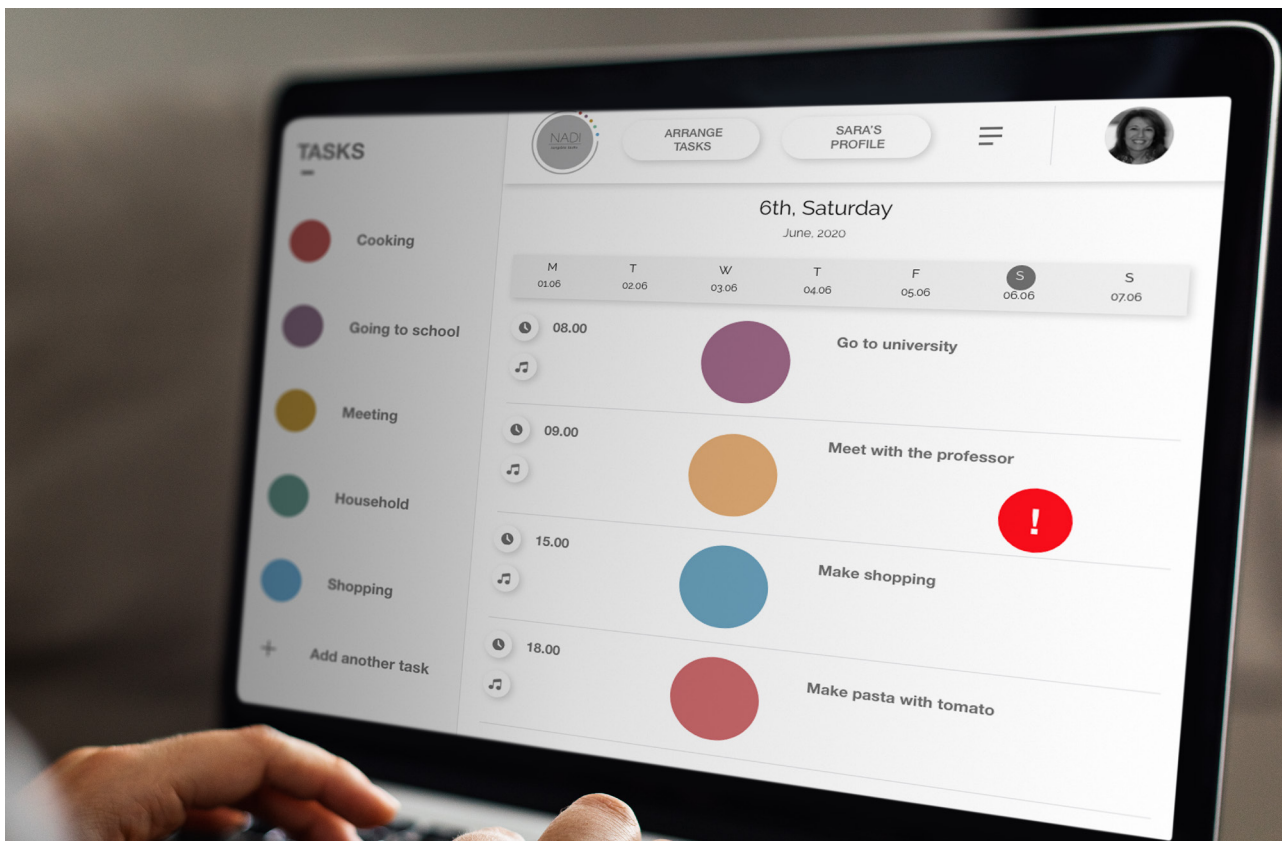 TASKS
Cooking
Going to school
Meeting
Household
Shopping
+ Add another task
NADI
ARRANGE
TASKS
SARA'S
PROFILE
6th, Saturday
June, 2020
M T W T F S S
01.06 02.06 03.06 04.06 05.06 06.06 07.06
08.00 Go to university
09.00 Meet with the professor
!
15.00 Make shopping
18.00 Make pasta with tomato